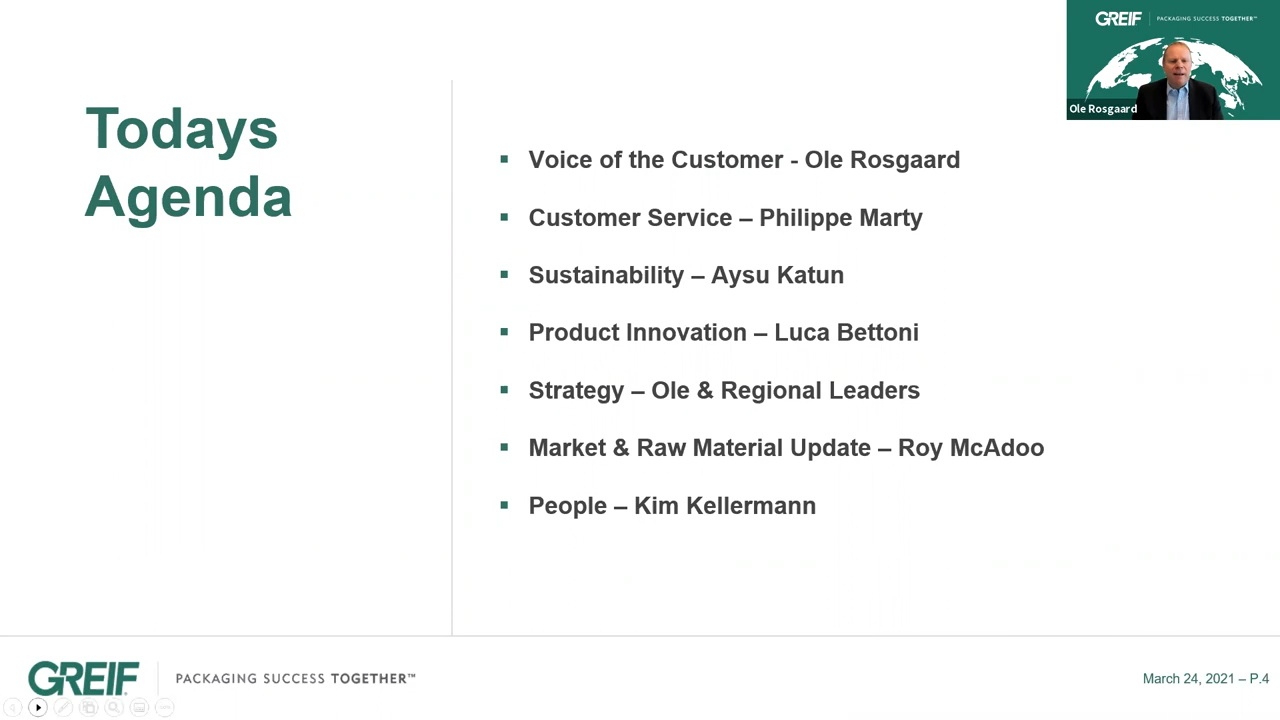 GREIF PACKAGING SUCCESS TOGETHER™
Ole Rosgaard
Todays
Agenda
▪ Voice of the Customer - Ole Rosgaard
▪ Customer Service – Philippe Marty
▪ Sustainability – Aysu Katun
▪ Product Innovation – Luca Bettoni
▪ Strategy – Ole & Regional Leaders
▪ Market & Raw Material Update – Roy McAdoo
▪ People – Kim Kellermann
GREIF PACKAGING SUCCESS TOGETHER™
March 24, 2021 – P.4